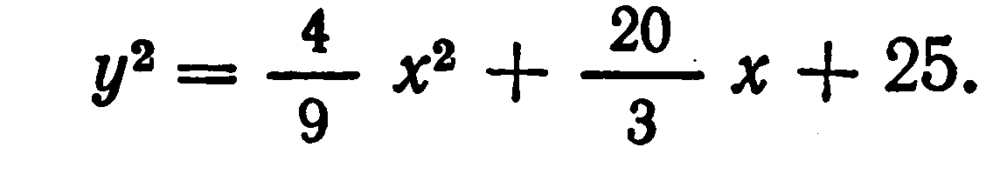 y² = 4/9 x² + 20/3 x + 25.